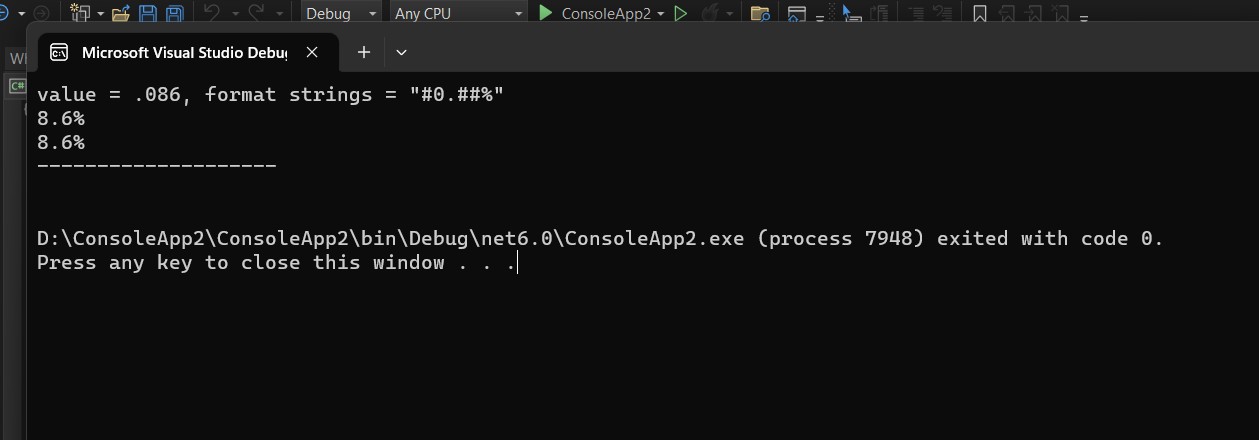 Debug Any CPU ConsoleApp2
C:\ Microsoft Visual Studio Debu
C#
value = .086, format strings = "#0.##%"
8.6%
8.6%
--------------------
D:\ConsoleApp2\ConsoleApp2\bin\Debug\net6.0\ConsoleApp2.exe (process 7948) exited with code 0.
Press any key to close this window . . .